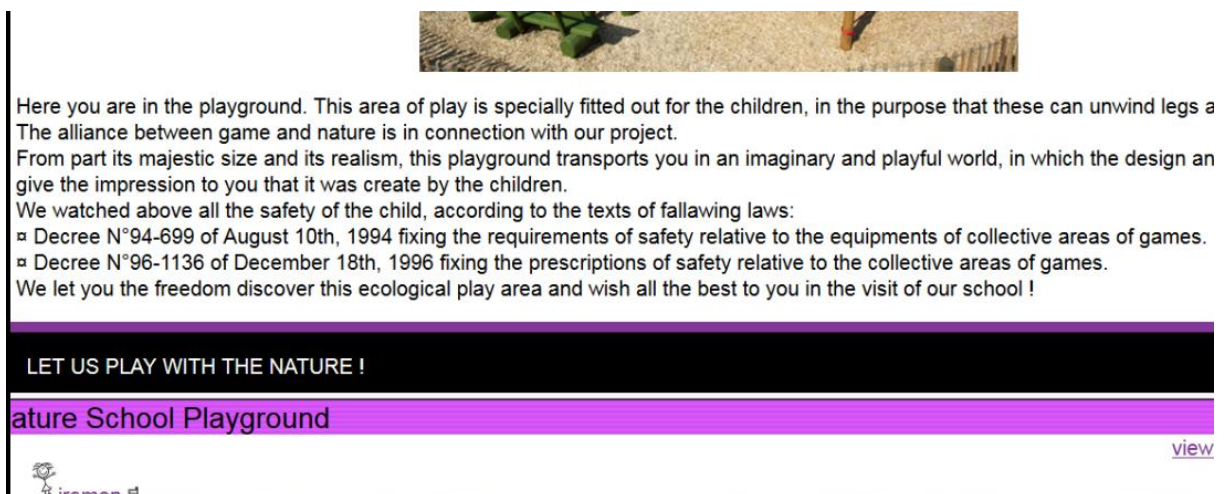 Here you are in the playground. This area of play is specially fitted out for the children, in the purpose that these can unwind legs a
The alliance between game and nature is in connection with our project.
From part its majestic size and its realism, this playground transports you in an imaginary and playful world, in which the design an
give the impression to you that it was create by the children.
We watched above all the safety of the child, according to the texts of fallawing laws:
¤ Decree N°94-699 of August 10th, 1994 fixing the requirements of safety relative to the equipments of collective areas of games.
¤ Decree N°96-1136 of December 18th, 1996 fixing the prescriptions of safety relative to the collective areas of games.
We let you the freedom discover this ecological play area and wish all the best to you in the visit of our school !
LET US PLAY WITH THE NATURE !
ature School Playground
view